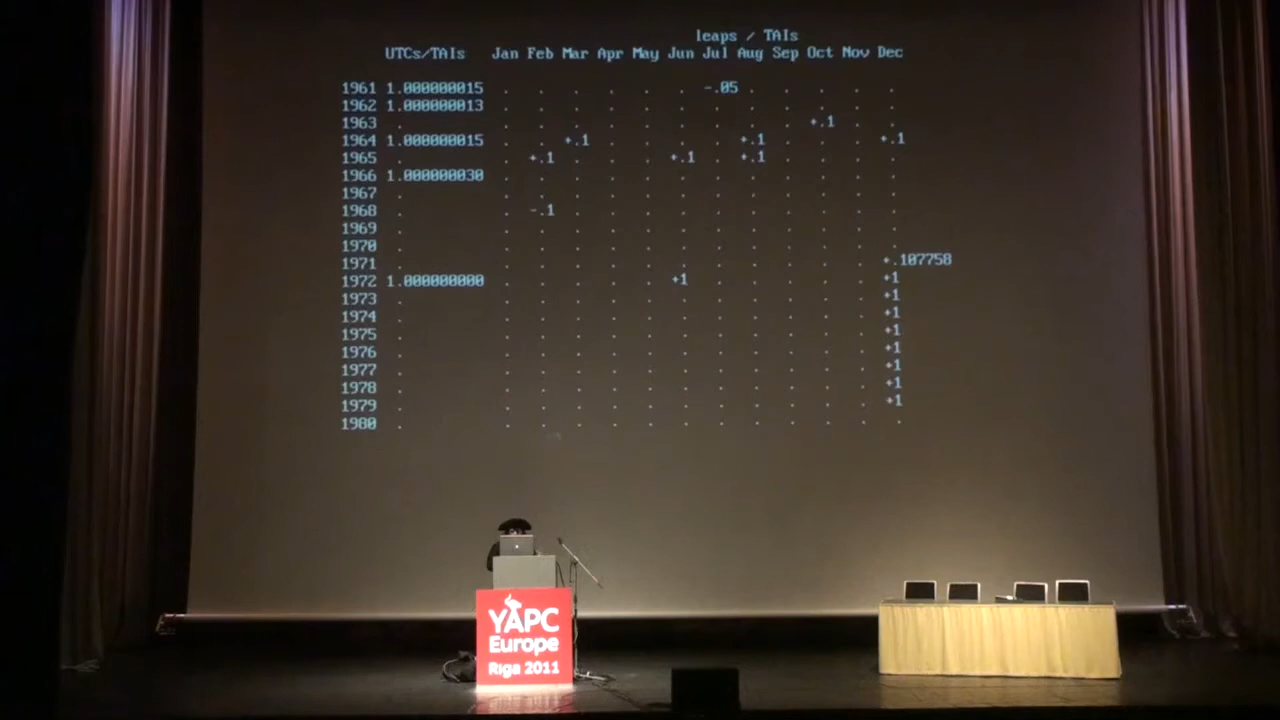 leaps / TAIs
UTCs/TAIs Jan Feb Mar Apr May Jun Jul Aug Sep Oct Nov Dec
1961 1.000000015 . . . . . . -.05 . . . . .
1962 1.000000013 . . . . . . . . . . . .
1963 . . . . . . . . . . +.1 . .
1964 1.000000015 . . +.1 . . . . +.1 . . . +.1
1965 . . +.1 . . . +.1 . +.1 . . . .
1966 1.000000030 . . . . . . . . . . . .
1967 . . . . . . . . . . . . .
1968 . . -.1 . . . . . . . . . .
1969 . . . . . . . . . . . . .
1970 . . . . . . . . . . . . .
1971 . . . . . . . . . . . . +.107758
1972 1.000000000 . . . . . +1 . . . . . +1
1973 . . . . . . . . . . . . +1
1974 . . . . . . . . . . . . +1
1975 . . . . . . . . . . . . +1
1976 . . . . . . . . . . . . +1
1977 . . . . . . . . . . . . +1
1978 . . . . . . . . . . . . +1
1979 . . . . . . . . . . . . +1
1980 . . . . . . . . . . . . .
YAPC
Europe
Riga 2011